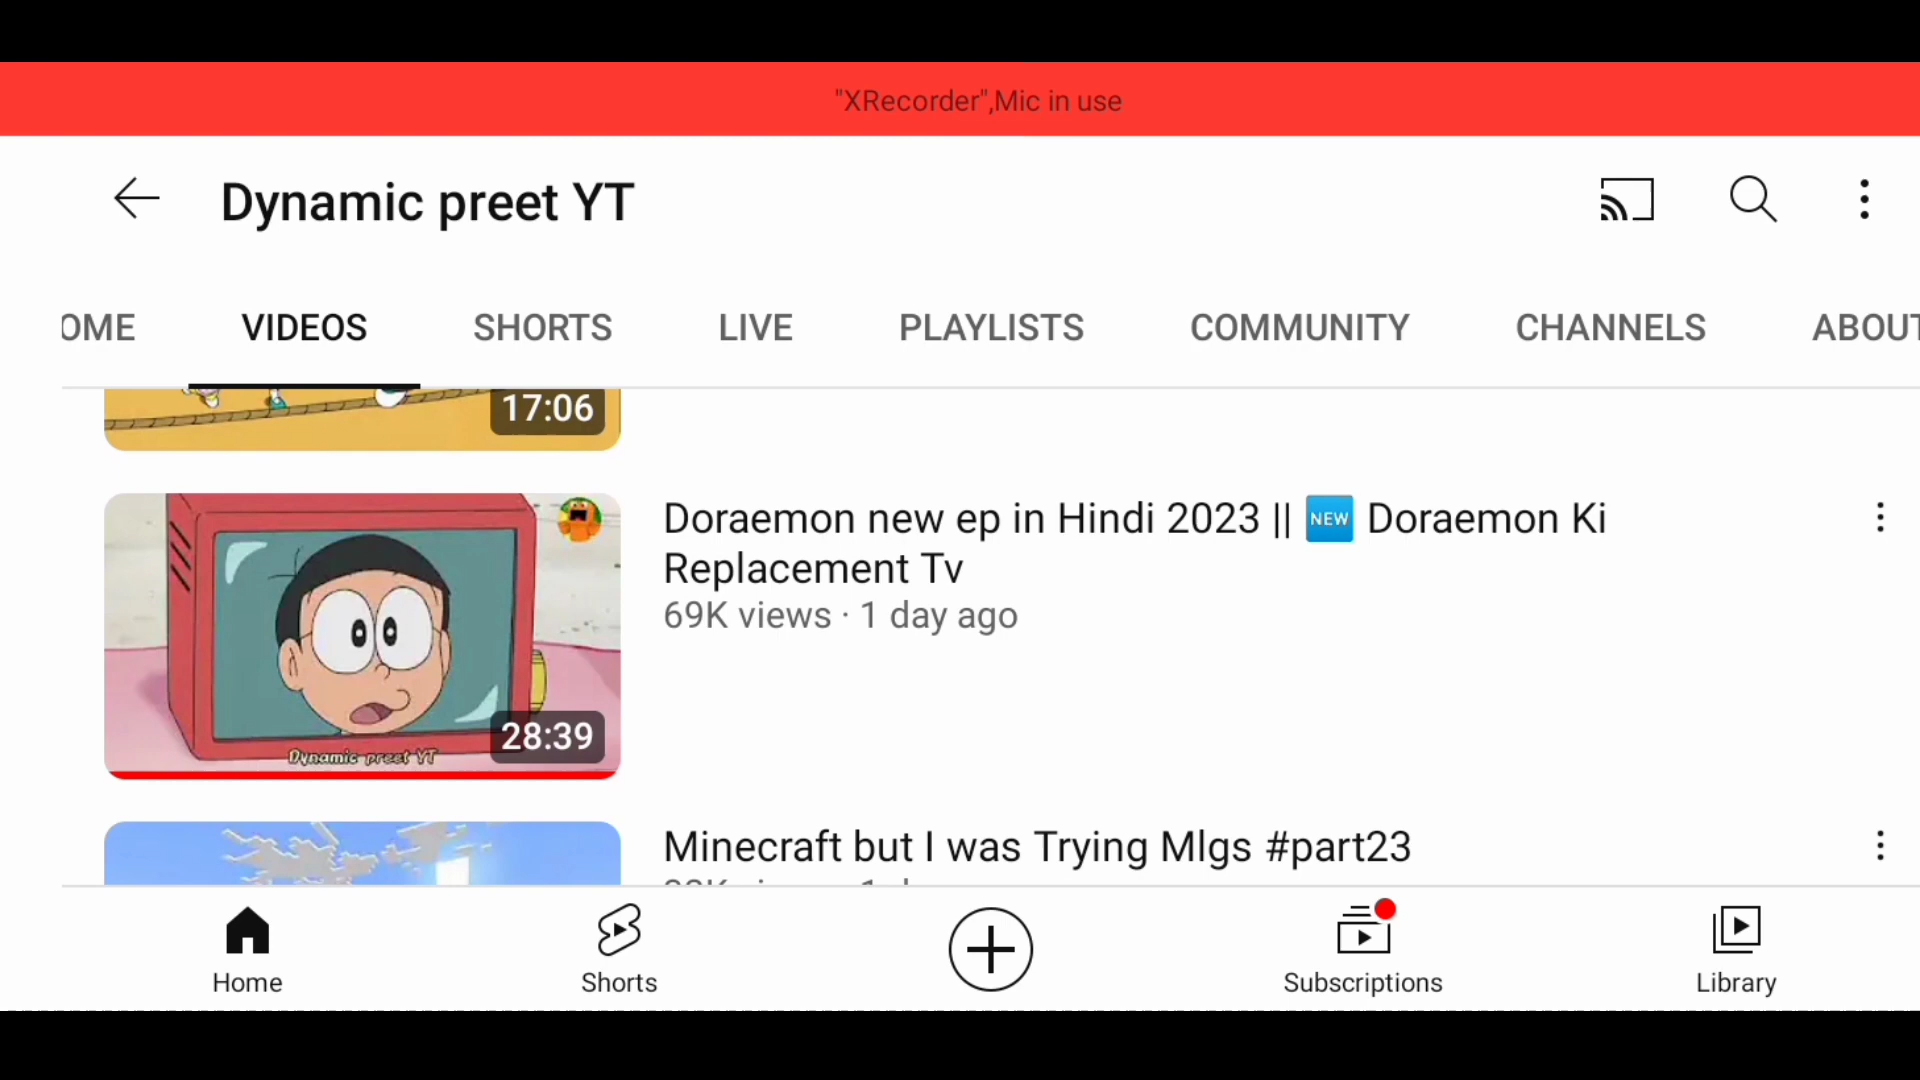 "XRecorder",Mic in use
Dynamic preet YT
OME VIDEOS SHORTS LIVE PLAYLISTS COMMUNITY CHANNELS ABOUT
17:06
Doraemon new ep in Hindi 2023 || NEW Doraemon Ki
Replacement Tv
69K views · 1 day ago
28:39
Dynamic preet YT
Minecraft but I was Trying Mlgs #part23
Home Shorts Subscriptions Library